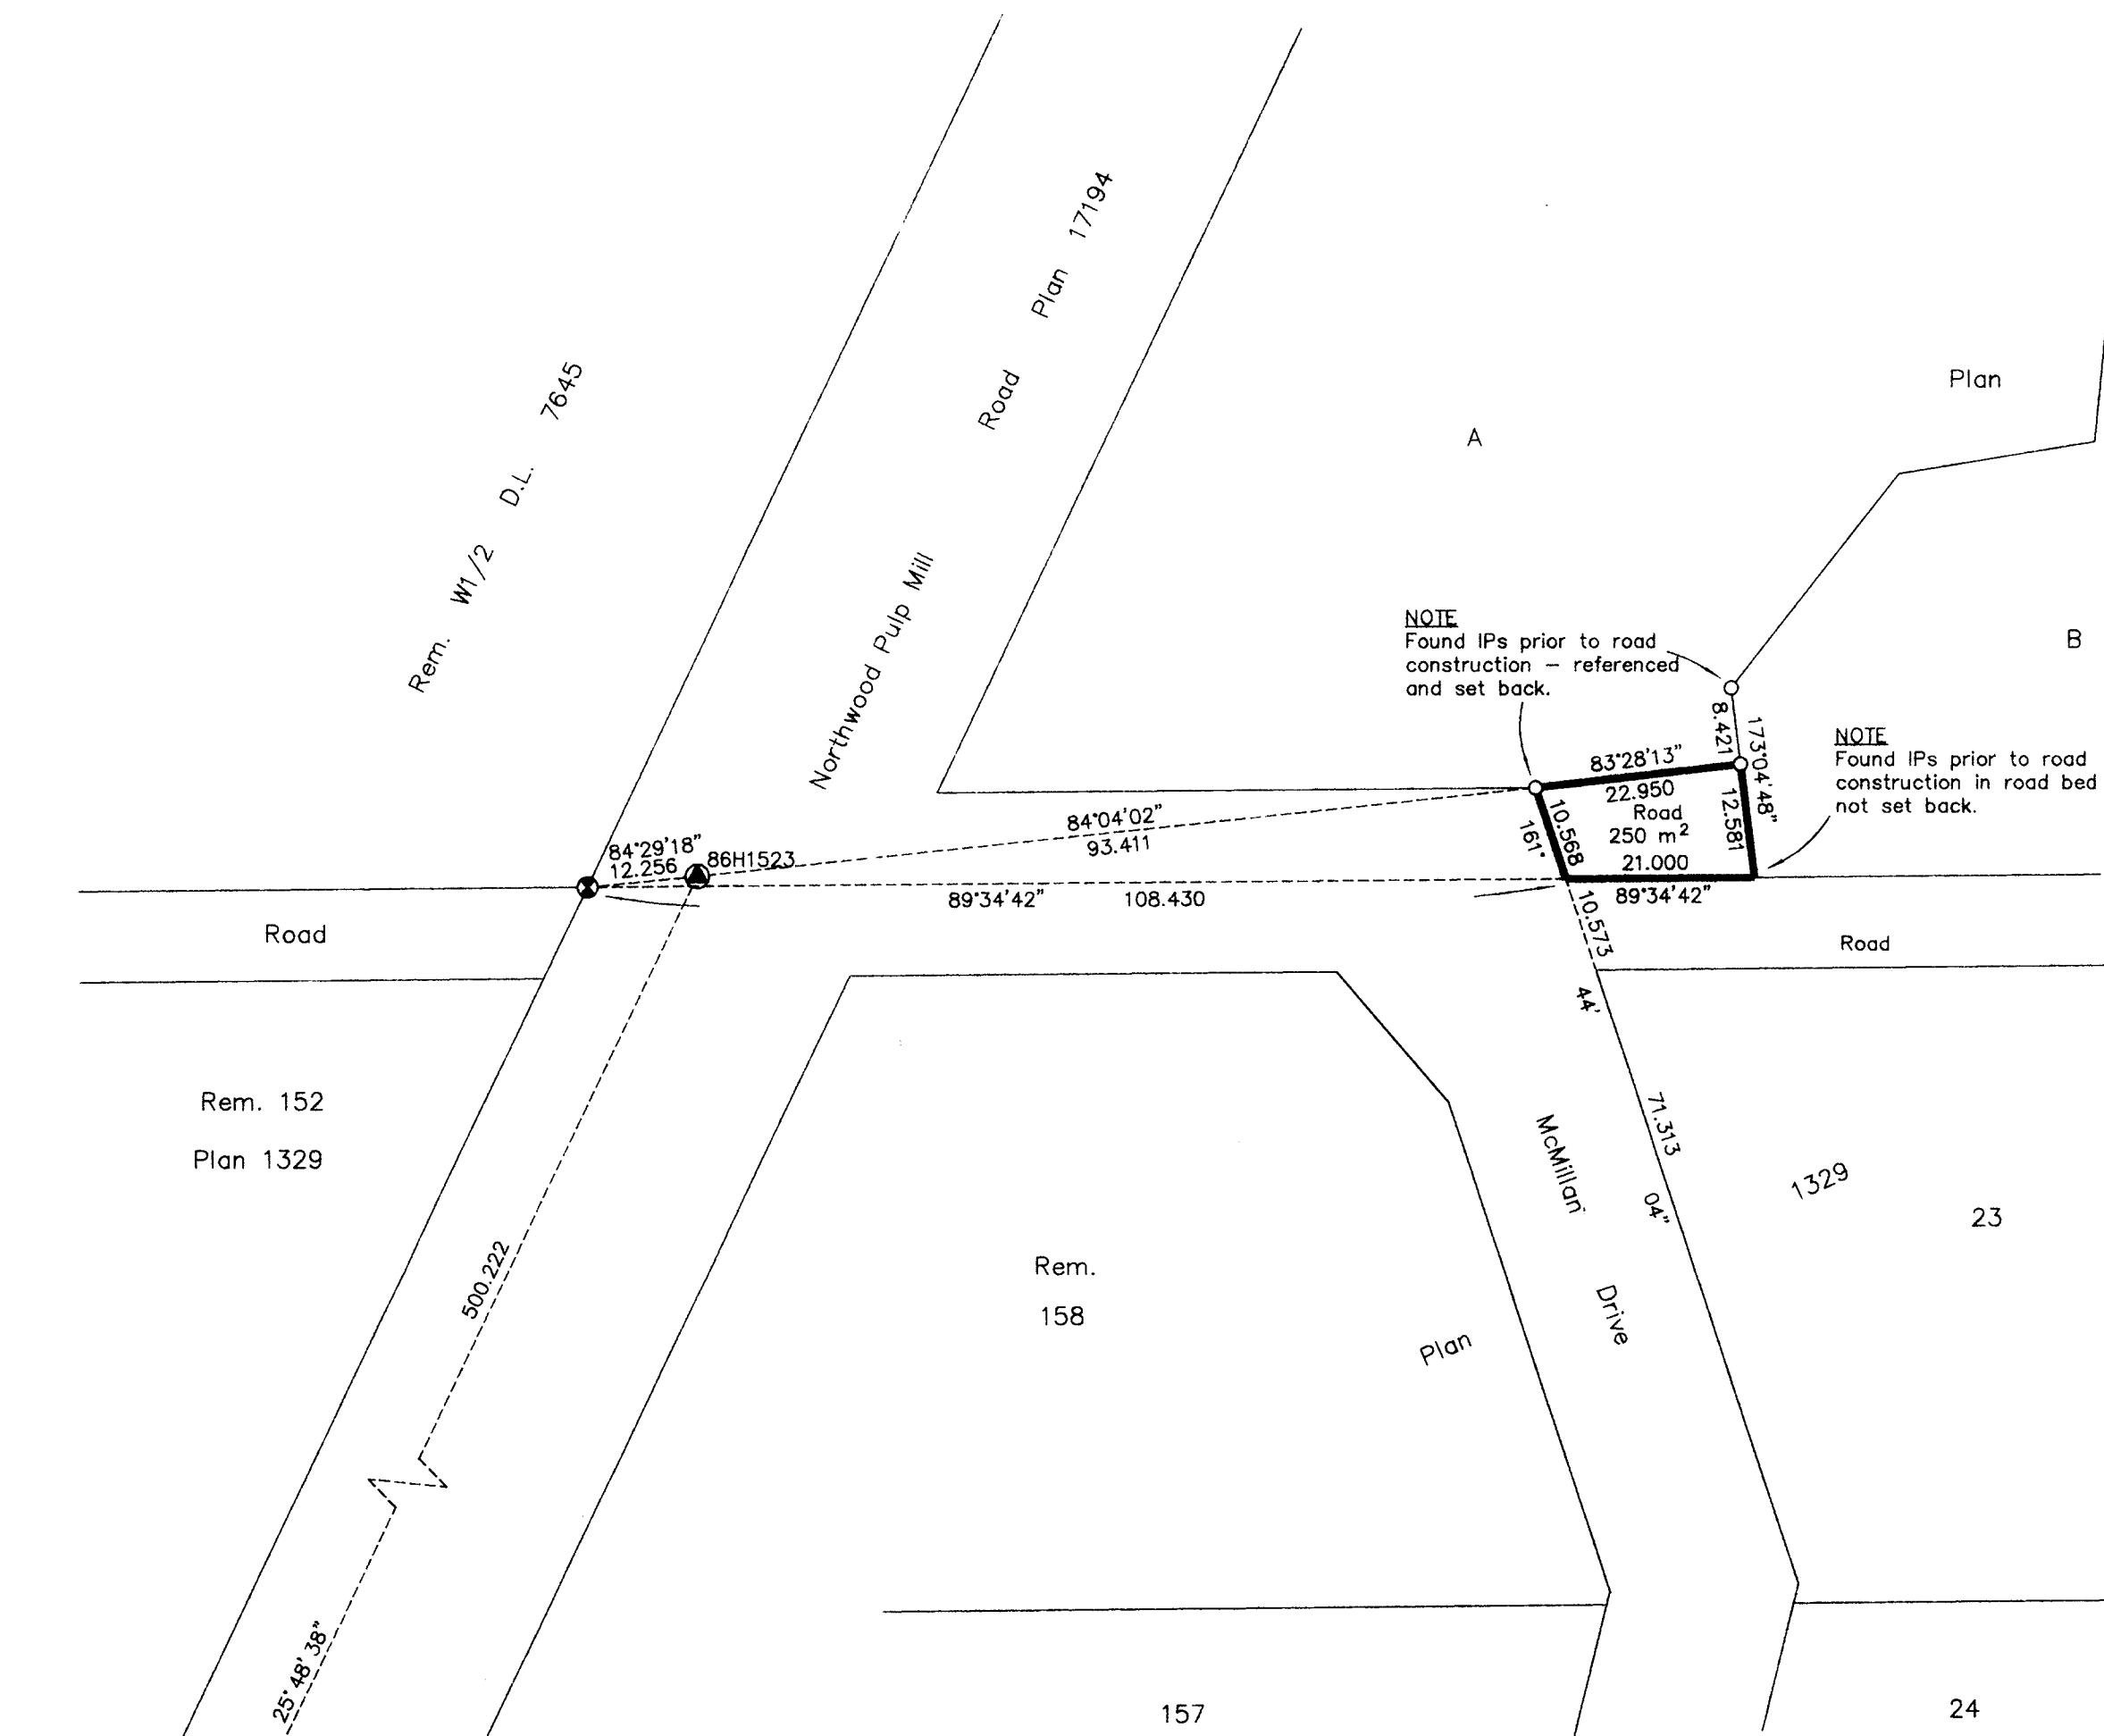 Rem. W1/2 D.L. 7645
Northwood Pulp Mill Road Plan 17194
A
Plan
B
NOTE
Found IPs prior to road
construction – referenced
and set back.
NOTE
Found IPs prior to road
construction in road bed
not set back.
8.421
173°04'48"
83°28'13"
22.950
Road
250 m²
21.000
89°34'42"
12.581
10.568
161°
10.573
44'
71.313
04"
84°04'02"
93.411
84°29'18"
12.256
86H1523
89°34'42" 108.430
Road
Road
Rem. 152
Plan 1329
500.222
25°48'38"
Rem.
158
McMillan Drive
Plan 1329
23
157
24